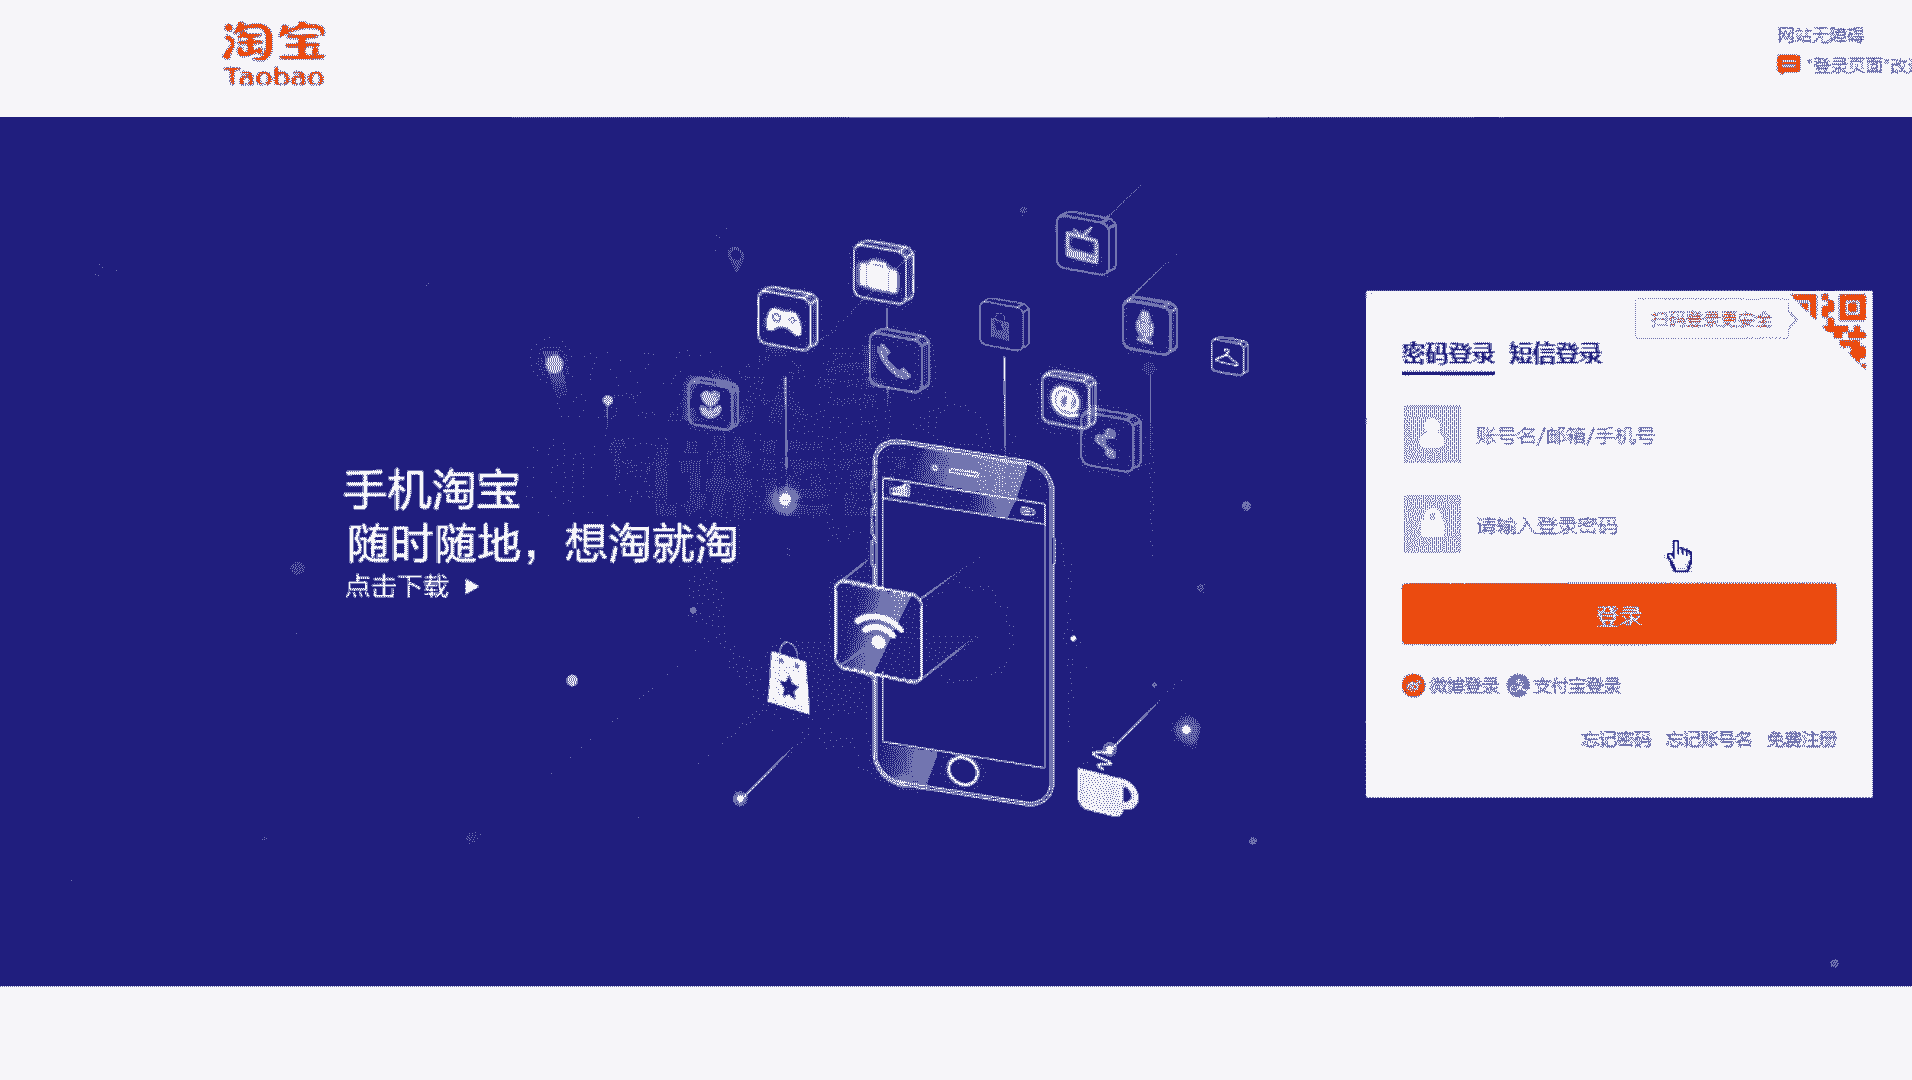 淘宝
Taobao
网站无障碍
"登录页面"改
扫码登录更安全
密码登录 短信登录
账号名/邮箱/手机号
请输入登录密码
登录
微博登录 支付宝登录
忘记密码 忘记账号名 免费注册
手机淘宝
随时随地，想淘就淘
点击下载